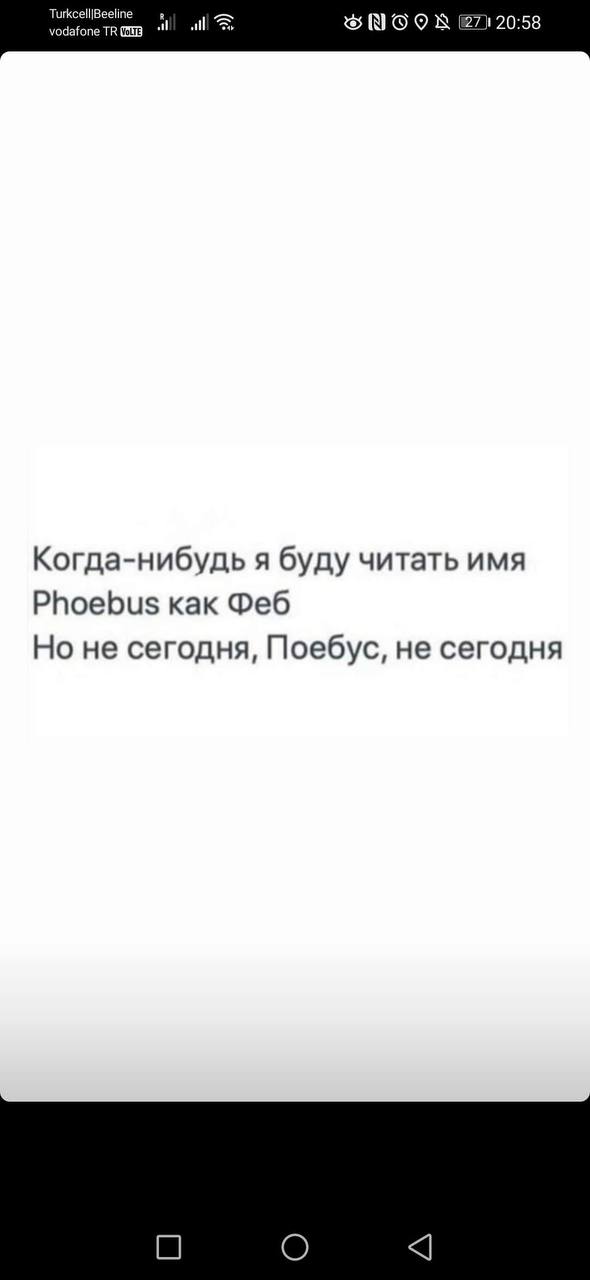 Turkcell|Beeline
vodafone TR VoLTE
R
27
20:58
Когда-нибудь я буду читать имя
Phoebus как Феб
Но не сегодня, Поебус, не сегодня